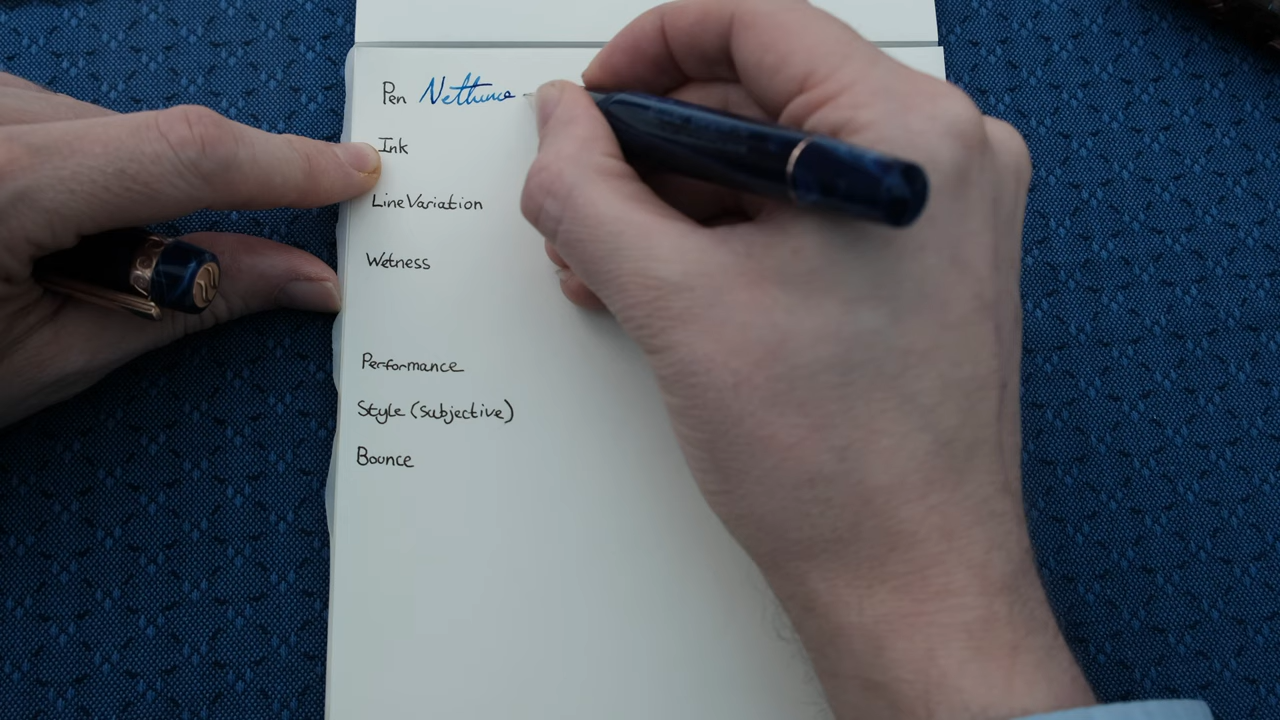 Pen Nettuno
Ink
Line Variation
Wetness
Performance
Style (subjective)
Bounce